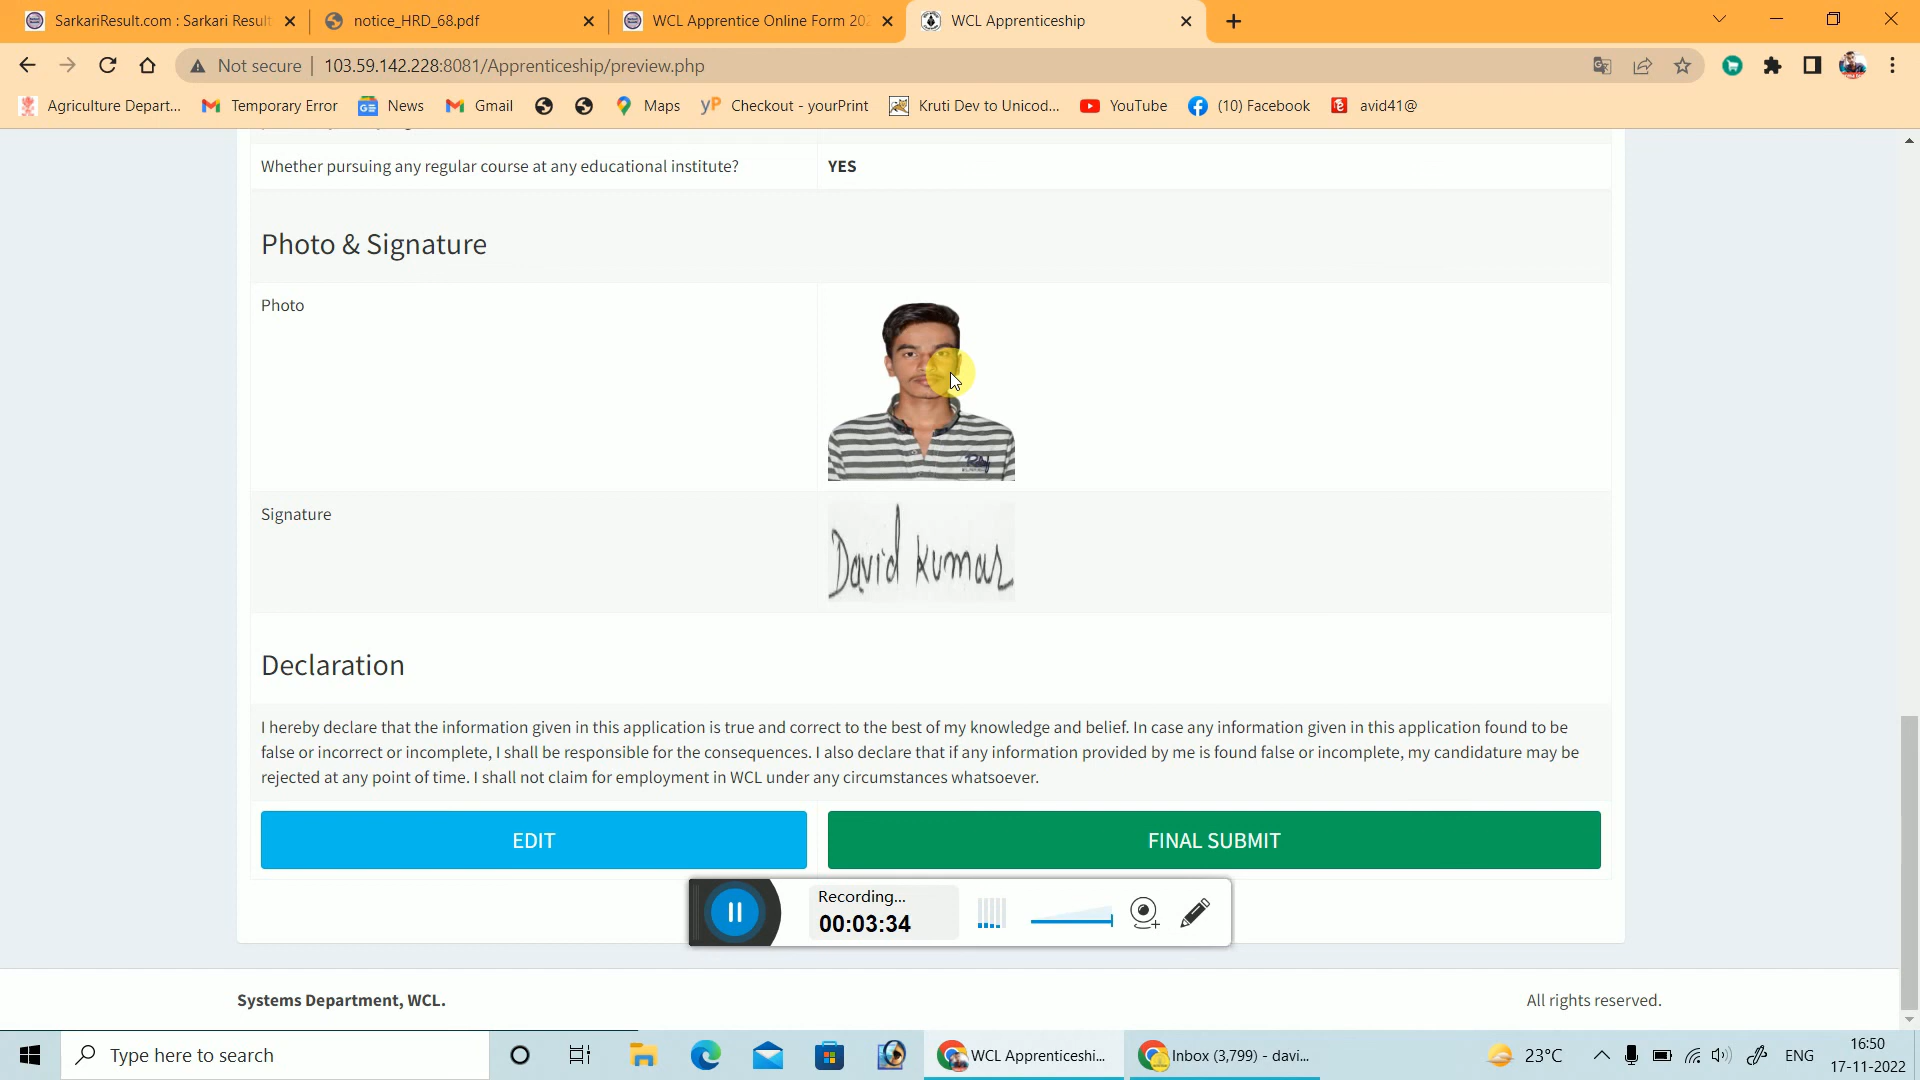 SarkariResult.com : Sarkari Result
notice_HRD_68.pdf
WCL Apprentice Online Form 202
WCL Apprenticeship
Not secure
103.59.142.228:8081/Apprenticeship/preview.php
Agriculture Depart...
Temporary Error
News
Gmail
Maps
yP Checkout - yourPrint
Kruti Dev to Unicod...
YouTube
(10) Facebook
avid41@
Whether pursuing any regular course at any educational institute?
YES
Photo & Signature
Photo
Signature
David Kumar
Declaration
I hereby declare that the information given in this application is true and correct to the best of my knowledge and belief. In case any information given in this application found to be
false or incorrect or incomplete, I shall be responsible for the consequences. I also declare that if any information provided by me is found false or incomplete, my candidature may be
rejected at any point of time. I shall not claim for employment in WCL under any circumstances whatsoever.
EDIT
FINAL SUBMIT
Recording...
00:03:34
Systems Department, WCL.
All rights reserved.
Type here to search
WCL Apprenticeshi...
Inbox (3,799) - davi...
23°C
ENG
16:50
17-11-2022